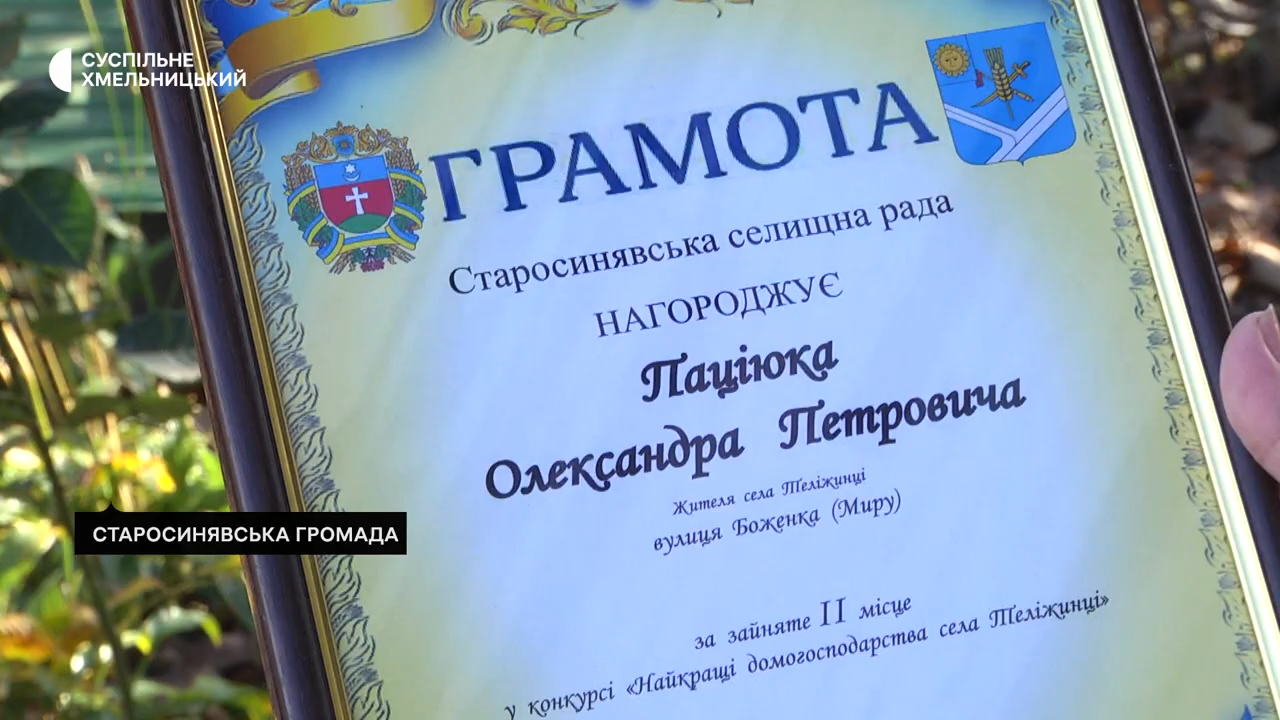 СУСПІЛЬНЕ
ХМЕЛЬНИЦЬКИЙ
ГРАМОТА
Старосинявська селищна рада
НАГОРОДЖУЄ
Паціюка
Олександра Петровича
Жителя села Теліжинці
вулиця Боженка (Миру)
за зайняте II місце
у конкурсі «Найкращі домогосподарства села Теліжинці»
СТАРОСИНЯВСЬКА ГРОМАДА